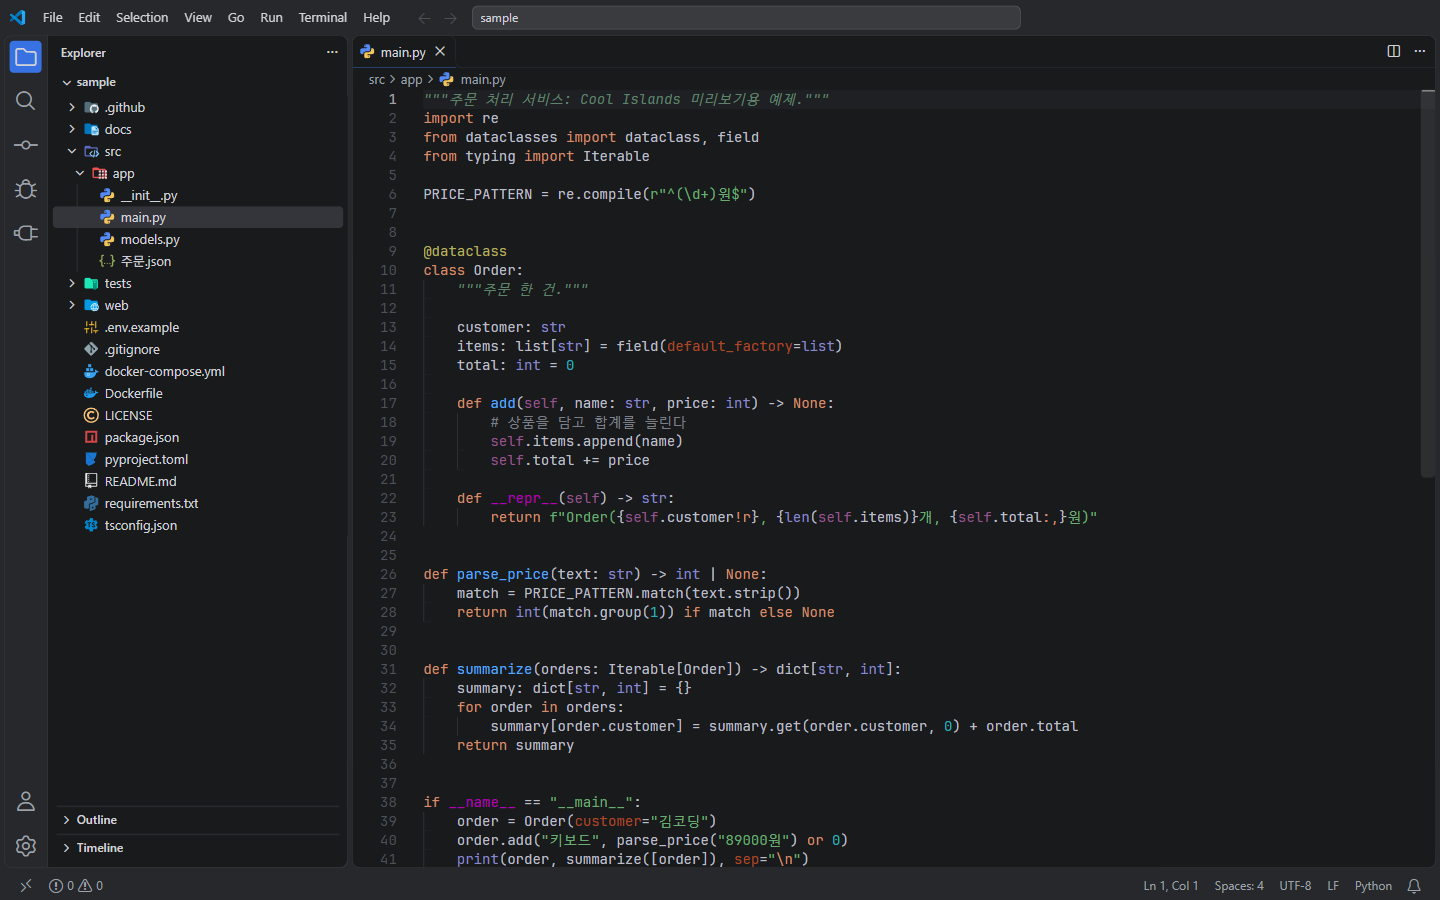 File Edit Selection View Go Run Terminal Help
sample
Explorer
sample
.github
docs
src
app
__init__.py
main.py
models.py
주문.json
tests
web
.env.example
.gitignore
docker-compose.yml
Dockerfile
LICENSE
package.json
pyproject.toml
README.md
requirements.txt
tsconfig.json
Outline
Timeline
main.py
src > app > main.py
1 """주문 처리 서비스: Cool Islands 미리보기용 예제."""
2 import re
3 from dataclasses import dataclass, field
4 from typing import Iterable
5
6 PRICE_PATTERN = re.compile(r"^(\d+)원$")
7
8
9 @dataclass
10 class Order:
11     """주문 한 건."""
12
13     customer: str
14     items: list[str] = field(default_factory=list)
15     total: int = 0
16
17     def add(self, name: str, price: int) -> None:
18         # 상품을 담고 합계를 늘린다
19         self.items.append(name)
20         self.total += price
21
22     def __repr__(self) -> str:
23         return f"Order({self.customer!r}, {len(self.items)}개, {self.total:,}원)"
24
25
26 def parse_price(text: str) -> int | None:
27     match = PRICE_PATTERN.match(text.strip())
28     return int(match.group(1)) if match else None
29
30
31 def summarize(orders: Iterable[Order]) -> dict[str, int]:
32     summary: dict[str, int] = {}
33     for order in orders:
34         summary[order.customer] = summary.get(order.customer, 0) + order.total
35     return summary
36
37
38 if __name__ == "__main__":
39     order = Order(customer="김코딩")
40     order.add("키보드", parse_price("89000원") or 0)
41     print(order, summarize([order]), sep="\n")
0 0
Ln 1, Col 1 Spaces: 4 UTF-8 LF Python